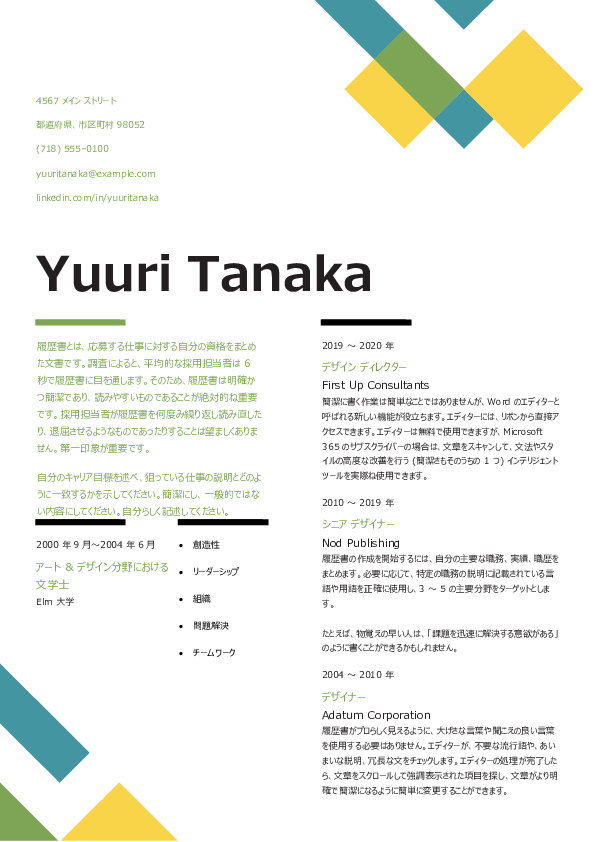 4567 メイン ストリート
都道府県、市区町村 98052
(718) 555-0100
yuuritanaka@example.com
linkedin.com/in/yuuritanaka
Yuuri Tanaka
履歴書とは、応募する仕事に対する自分の資格をまとめ
た文書です。調査によると、平均的な採用担当者は 6
秒で履歴書に目を通します。そのため、履歴書は明確か
つ簡潔であり、読みやすいものであることが絶対的ね重要
です。採用担当者が履歴書を何度み繰り返し読み直した
り、退屈させるようなものであったりすることは望ましくありま
せん。第一印象が重要です。
自分のキャリア目標を述べ、狙っている仕事の説明とどのよ
うに一致するかを示してください。簡潔にし、一般的ではな
い内容にしてください。自分らしく記述してください。
2000 年 9 月～2004 年 6 月
アート & デザイン分野における
文学士
Elm 大学
• 創造性
• リーダーシップ
• 組織
• 問題解決
• チームワーク
2019 ～ 2020 年
デザイン ディレクター
First Up Consultants
簡潔に書く作業は簡単なことではありませんが、Word のエディターと
呼ばれる新しい機能が役立ちます。エディターには、リボンから直接ア
クセスできます。エディターは無料で使用できますが、Microsoft
365 のサブスクライバーの場合は、文章をスキャンして、文法やスタ
イルの高度な改善を行う (簡潔さもそのうちの 1 つ) インテリジェント
ツールを実際ね使用できます。
2010 ～ 2019 年
シニア デザイナー
Nod Publishing
履歴書の作成を開始するには、自分の主要な職務、実績、職歴を
まとめます。必要に応じて、特定の職務の説明に記載されている言
語や用語を正確に使用し、3 ～ 5 の主要分野をターゲットとしま
す。
たとえば、物覚えの早い人は、「課題を迅速に解決する意欲がある」
のように書くことができるかもしれません。
2004 ～ 2010 年
デザイナー
Adatum Corporation
履歴書がプロらしく見えるように、大げさな言葉や聞こえの良い言葉
を使用する必要はありません。エディターが、不要な流行語や、あい
まいな説明、冗長な文をチェックします。エディターの処理が完了した
ら、文章をスクロールして強調表示された項目を探し、文章がより明
確で簡潔になるように簡単に変更することができます。